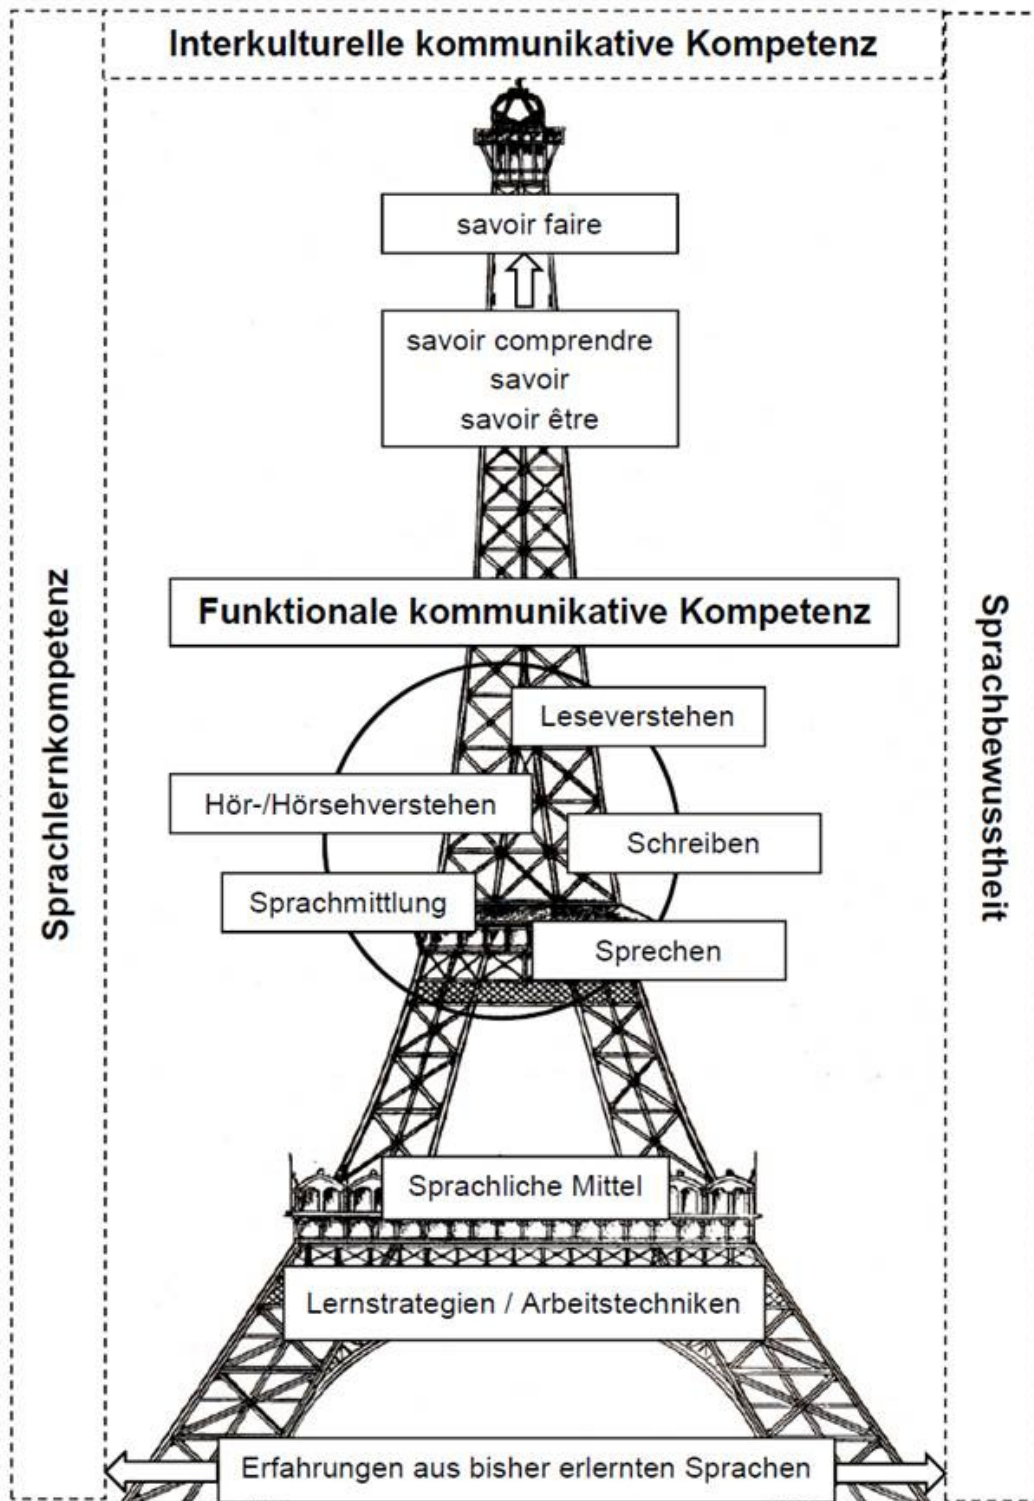 Interkulturelle kommunikative Kompetenz
savoir faire
savoir comprendre
savoir
savoir être
Funktionale kommunikative Kompetenz
Leseverstehen
Hör-/Hörsehverstehen
Schreiben
Sprachmittlung
Sprechen
Sprachliche Mittel
Lernstrategien / Arbeitstechniken
Erfahrungen aus bisher erlernten Sprachen
Sprachlernkompetenz
Sprachbewusstheit